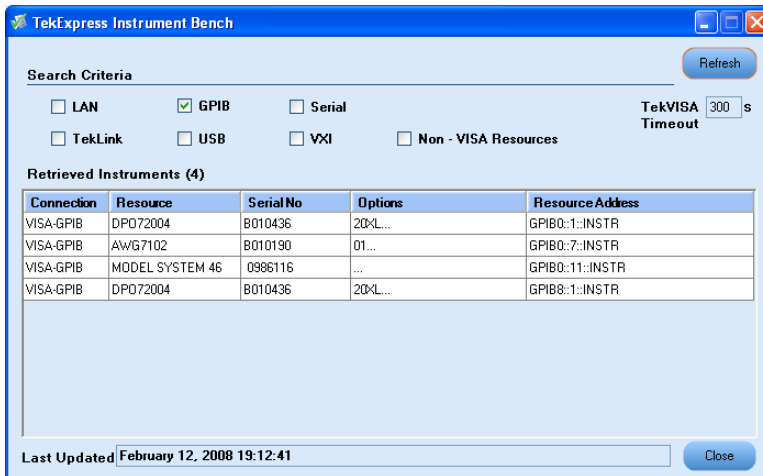 TekExpress Instrument Bench
Refresh
Search Criteria
LAN GPIB Serial TekVISA Timeout 300 s
TekLink USB VXI Non - VISA Resources
Retrieved Instruments (4)
Connection Resource Serial No Options Resource Address
VISA-GPIB DPO72004 B010436 20XL... GPIB0::1::INSTR
VISA-GPIB AWG7102 B010190 01... GPIB0::7::INSTR
VISA-GPIB MODEL SYSTEM 46 0986116 ... GPIB0::11::INSTR
VISA-GPIB DPO72004 B010436 20XL... GPIB8::1::INSTR
Last Updated February 12, 2008 19:12:41 Close